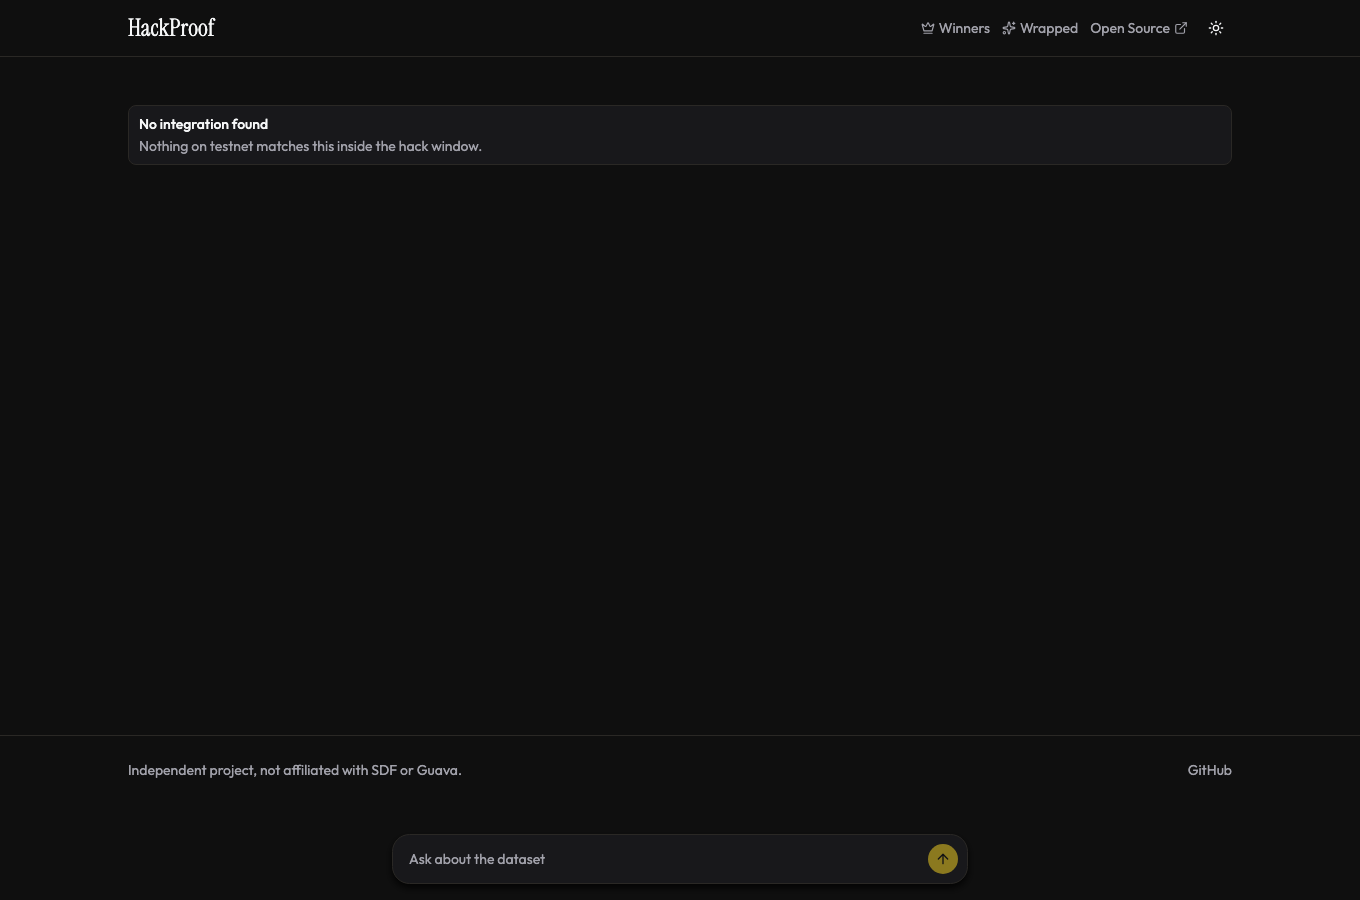 HackProof
Winners
Wrapped
Open Source
No integration found
Nothing on testnet matches this inside the hack window.
Independent project, not affiliated with SDF or Guava.
GitHub
Ask about the dataset